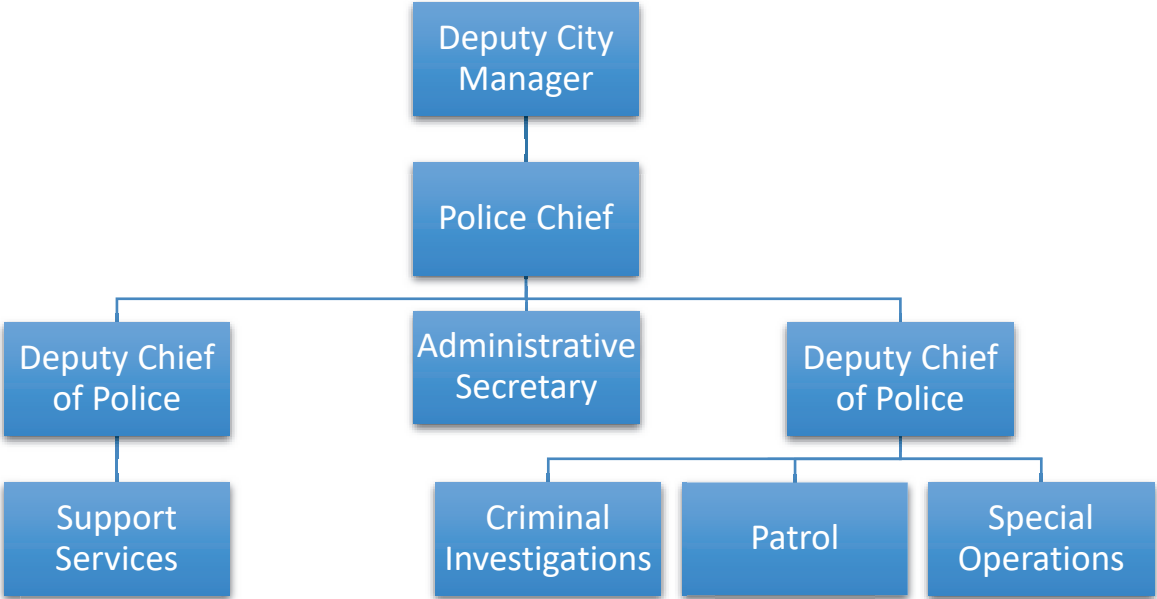 Deputy City
Manager
Police Chief
Deputy Chief
of Police
Administrative
Secretary
Deputy Chief
of Police
Support
Services
Criminal
Investigations
Patrol
Special
Operations